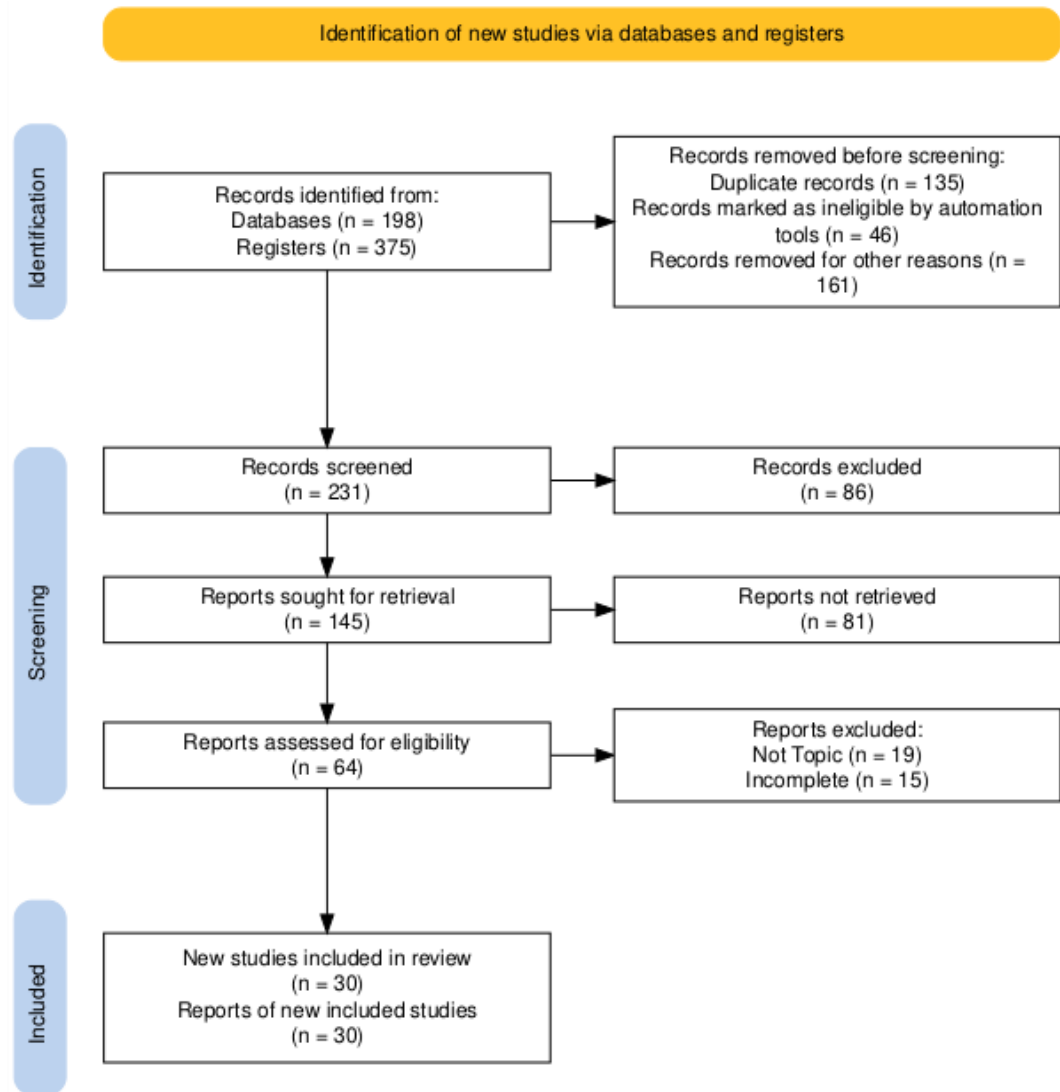 Identification of new studies via databases and registers
Identification
Records identified from:
Databases (n = 198)
Registers (n = 375)
Records removed before screening:
Duplicate records (n = 135)
Records marked as ineligible by automation
tools (n = 46)
Records removed for other reasons (n =
161)
Screening
Records screened
(n = 231)
Records excluded
(n = 86)
Reports sought for retrieval
(n = 145)
Reports not retrieved
(n = 81)
Reports assessed for eligibility
(n = 64)
Reports excluded:
Not Topic (n = 19)
Incomplete (n = 15)
Included
New studies included in review
(n = 30)
Reports of new included studies
(n = 30)